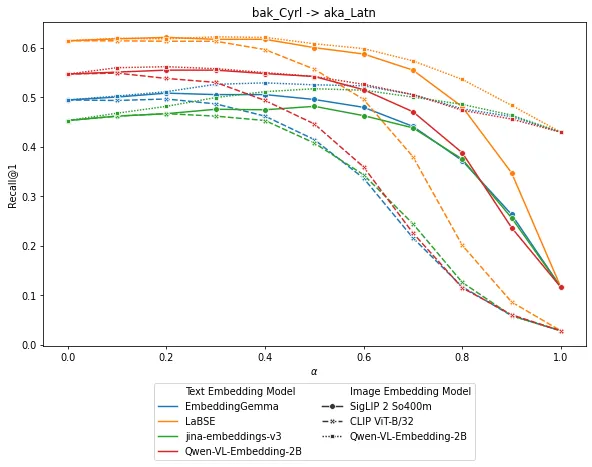 bak_Cyrl -> aka_Latn
Recall@1
0.6
0.5
0.4
0.3
0.2
0.1
0.0
0.0 0.2 0.4 0.6 0.8 1.0
α
Text Embedding Model
EmbeddingGemma
LaBSE
jina-embeddings-v3
Qwen-VL-Embedding-2B
Image Embedding Model
SigLIP 2 So400m
CLIP ViT-B/32
Qwen-VL-Embedding-2B